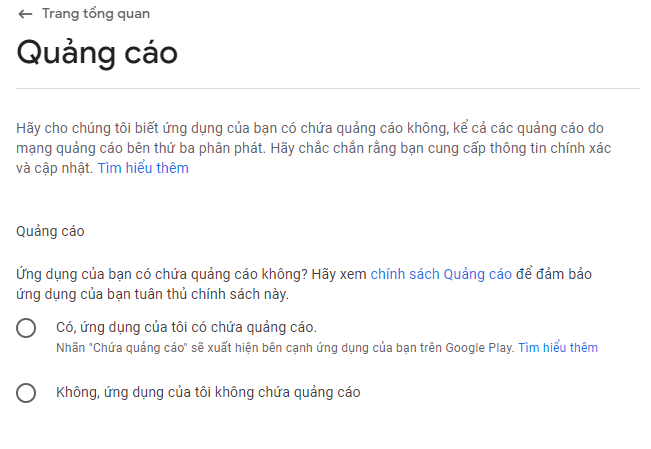 Trang tổng quan
Quảng cáo
Hãy cho chúng tôi biết ứng dụng của bạn có chứa quảng cáo không, kể cả các quảng cáo do
mạng quảng cáo bên thứ ba phân phát. Hãy chắc chắn rằng bạn cung cấp thông tin chính xác
và cập nhật. Tìm hiểu thêm
Quảng cáo
Ứng dụng của bạn có chứa quảng cáo không? Hãy xem chính sách Quảng cáo để đảm bảo
ứng dụng của bạn tuân thủ chính sách này.
Có, ứng dụng của tôi có chứa quảng cáo.
Nhãn "Chứa quảng cáo" sẽ xuất hiện bên cạnh ứng dụng của bạn trên Google Play. Tìm hiểu thêm
Không, ứng dụng của tôi không chứa quảng cáo